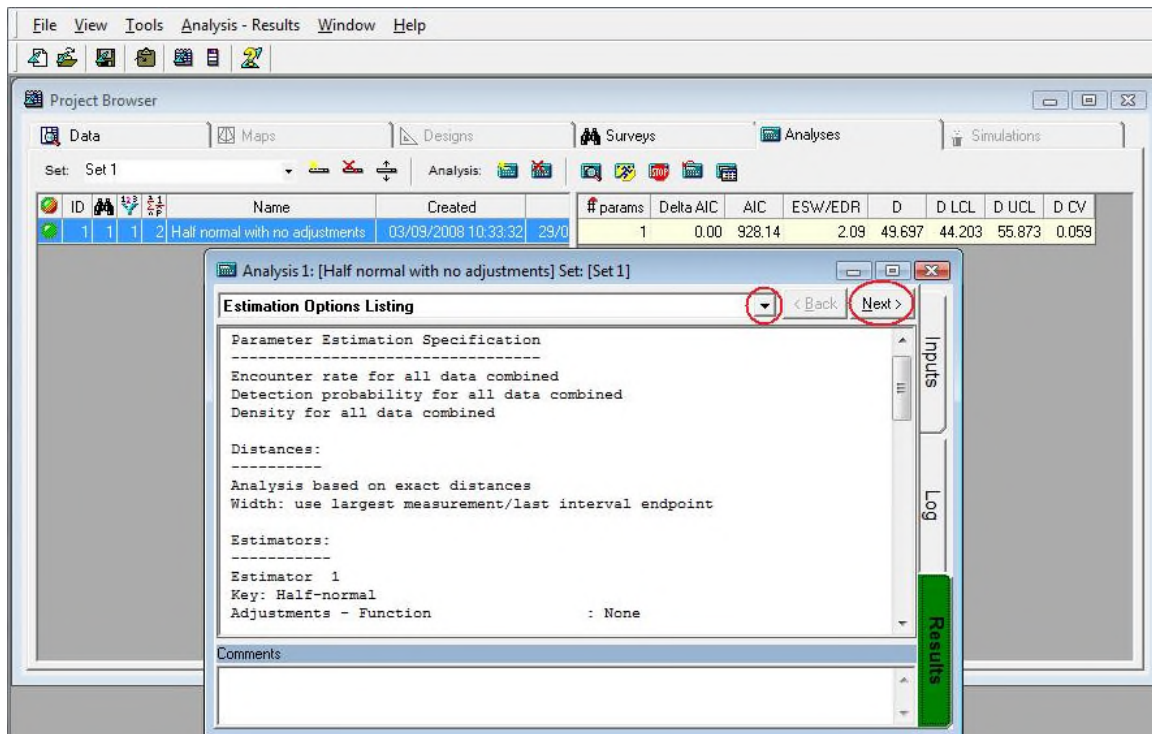 File View Tools Analysis - Results Window Help
Project Browser
Data Maps Designs Surveys Analyses Simulations
Set: Set 1 Analysis: STOP
ID Name Created # params Delta AIC AIC ESW/EDR D D LCL D UCL D CV
1 1 1 2 Half normal with no adjustments 03/09/2008 10:33:32 29/0 1 0.00 928.14 2.09 49.697 44.203 55.873 0.059
Analysis 1: [Half normal with no adjustments] Set: [Set 1]
Estimation Options Listing < Back Next >
Parameter Estimation Specification
----------------------------------
Encounter rate for all data combined
Detection probability for all data combined
Density for all data combined
Distances:
----------
Analysis based on exact distances
Width: use largest measurement/last interval endpoint
Estimators:
-----------
Estimator 1
Key: Half-normal
Adjustments - Function : None
Comments
Inputs
Log
Results